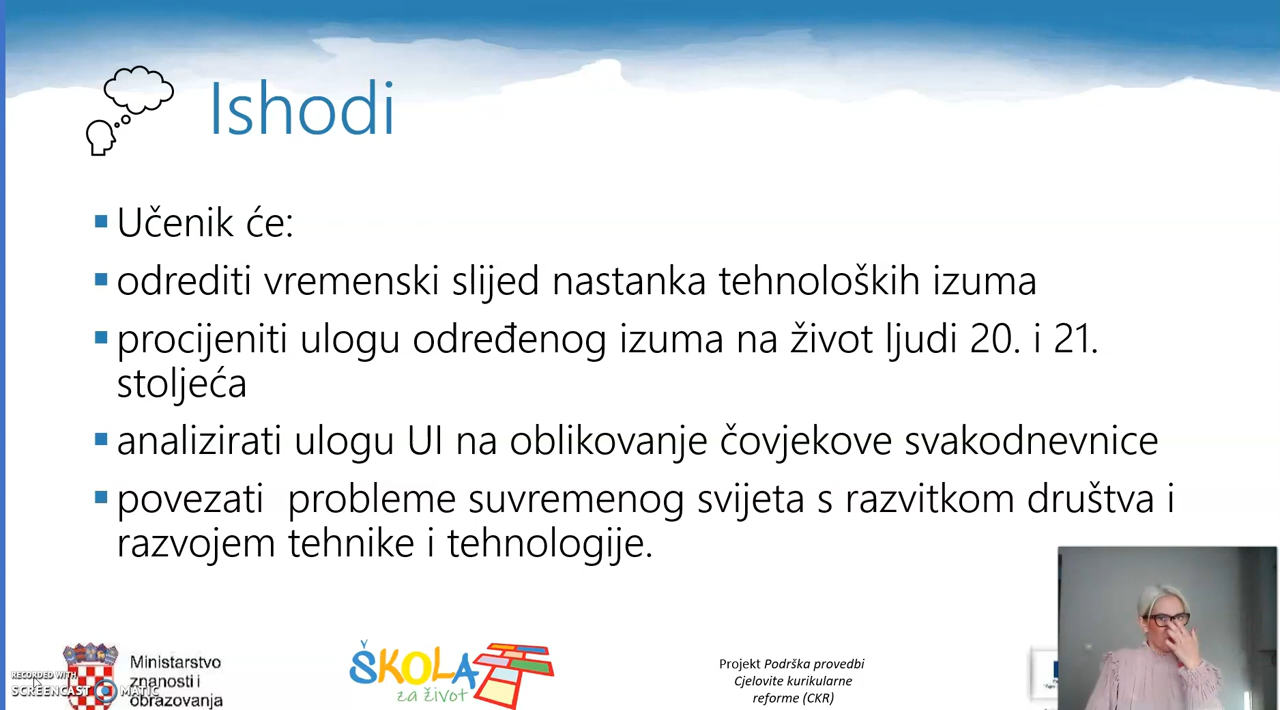 Ishodi
Učenik će:
odrediti vremenski slijed nastanka tehnoloških izuma
procijeniti ulogu određenog izuma na život ljudi 20. i 21.
stoljeća
analizirati ulogu UI na oblikovanje čovjekove svakodnevnice
povezati probleme suvremenog svijeta s razvitkom društva i
razvojem tehnike i tehnologije.
Ministarstvo
znanosti i
obrazovanja
RECORDED WITH
SCREENCAST MATIC
ŠKOLA
za život
Projekt Podrška provedbi
Cjelovite kurikularne
reforme (CKR)